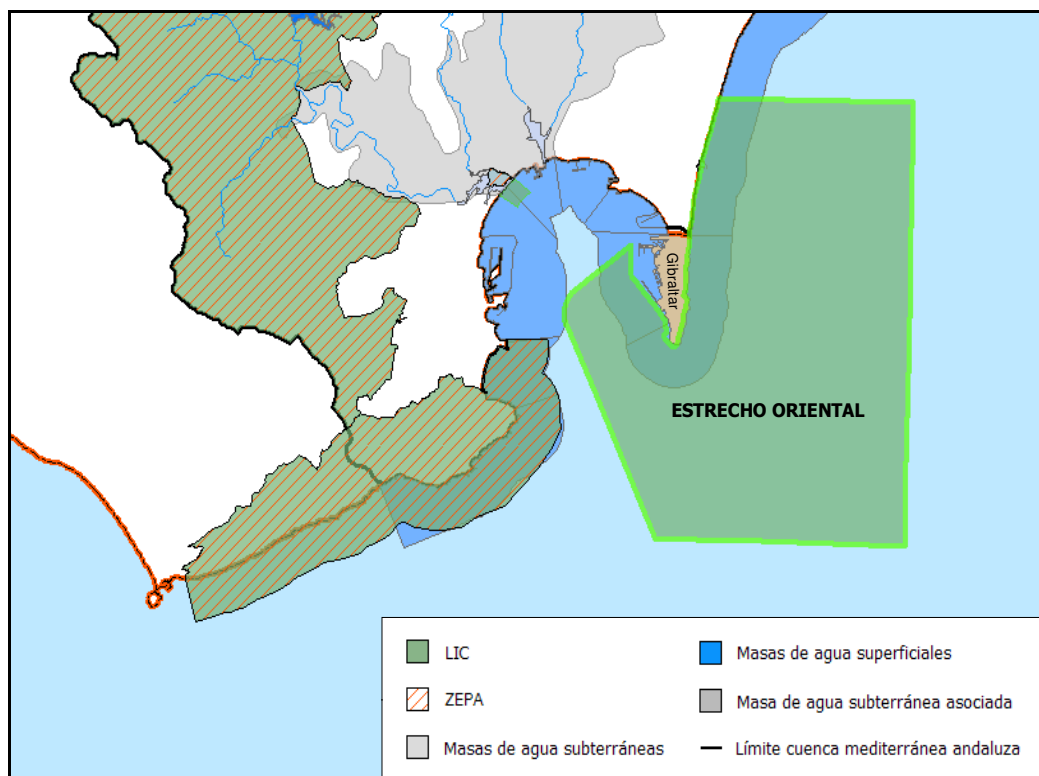 Gibraltar
ESTRECHO ORIENTAL
LIC
ZEPA
Masas de agua subterráneas
Masas de agua superficiales
Masa de agua subterránea asociada
Límite cuenca mediterránea andaluza